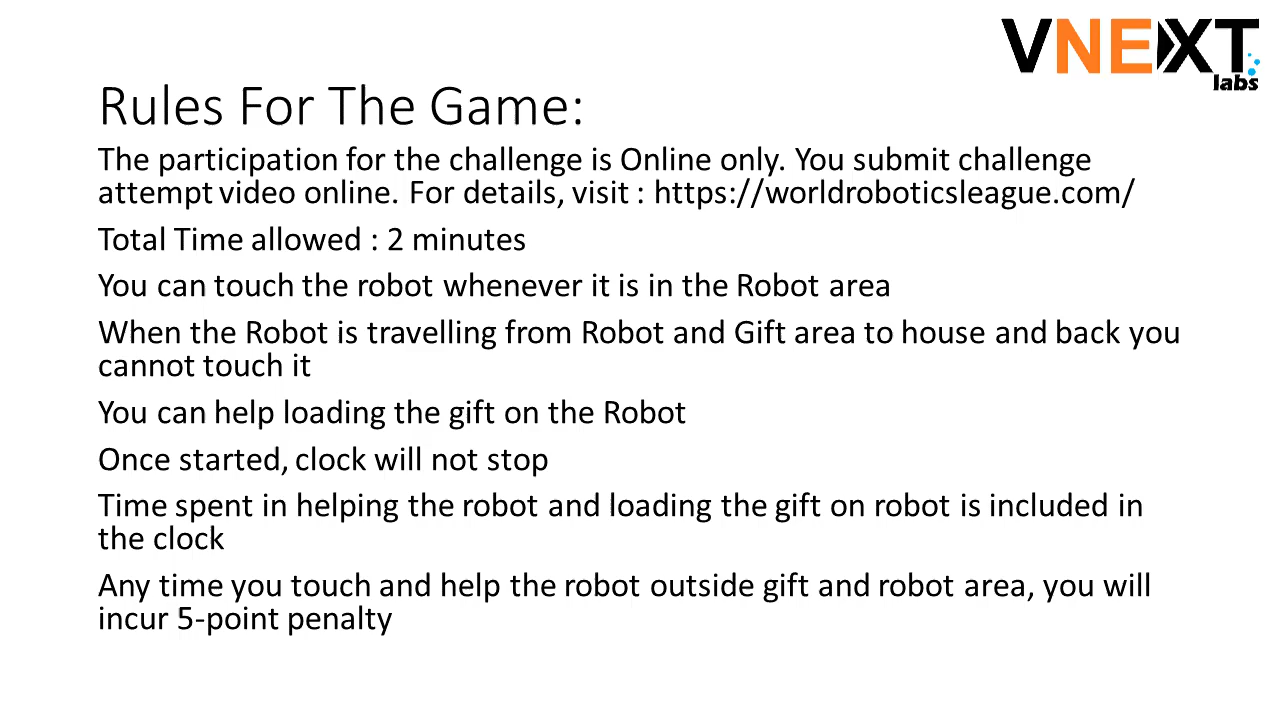 VNEXT
labs
Rules For The Game:
The participation for the challenge is Online only. You submit challenge
attempt video online. For details, visit : https://worldroboticsleague.com/
Total Time allowed : 2 minutes
You can touch the robot whenever it is in the Robot area
When the Robot is travelling from Robot and Gift area to house and back you
cannot touch it
You can help loading the gift on the Robot
Once started, clock will not stop
Time spent in helping the robot and loading the gift on robot is included in
the clock
Any time you touch and help the robot outside gift and robot area, you will
incur 5-point penalty